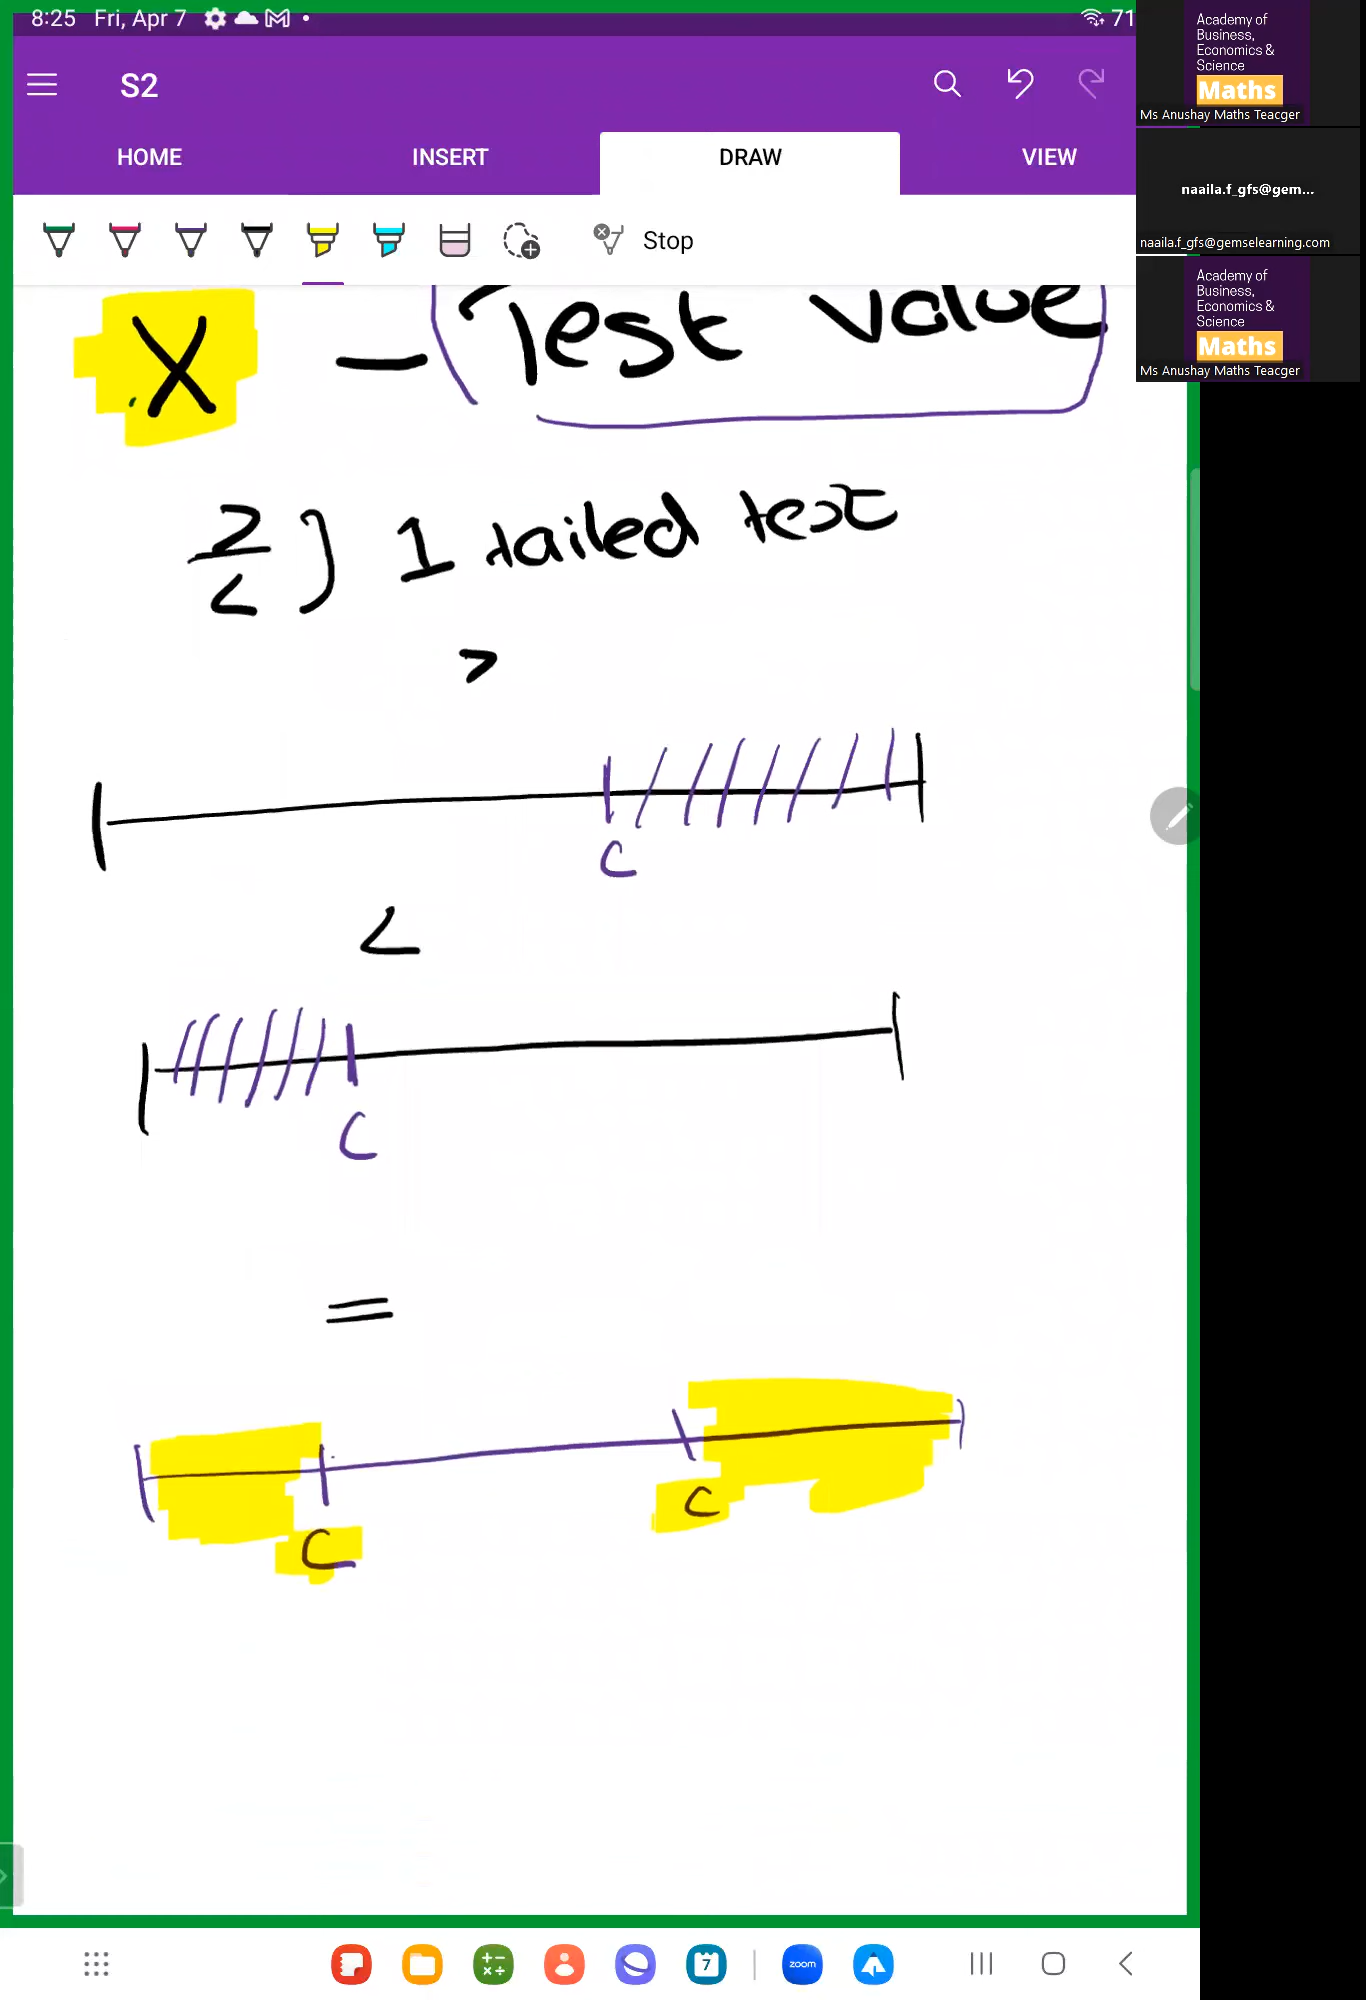 8:25 Fri, Apr 7 71
S2
HOME INSERT DRAW VIEW
Stop
Academy of
Business,
Economics &
Science
Maths
Ms Anushay Maths Teacger
naaila.f_gfs@gem...
naaila.f_gfs@gemselearning.com
Academy of
Business,
Economics &
Science
Maths
Ms Anushay Maths Teacger
X — Test value
> 
< } 1 tailed test
>
C
<
C
=
C
C
7
zoom